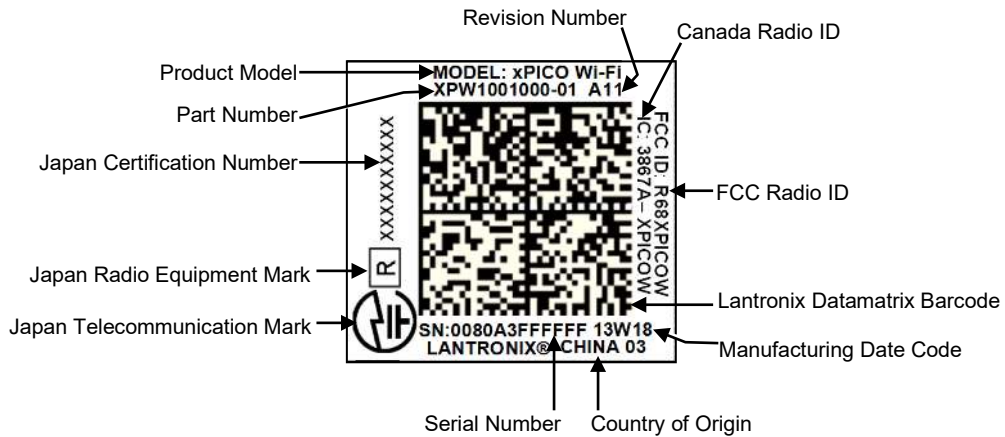 Revision Number
Canada Radio ID
Product Model
MODEL: xPICO Wi-Fi
XPW1001000-01 A11
Part Number
Japan Certification Number
XXXXXXXXXX
FCC ID: R68XPICOW
IC: 3867A–XPICOW
FCC Radio ID
Japan Radio Equipment Mark
R
Lantronix Datamatrix Barcode
Japan Telecommunication Mark
SN:0080A3FFFFFF 13W18
LANTRONIX® CHINA 03
Manufacturing Date Code
Serial Number
Country of Origin